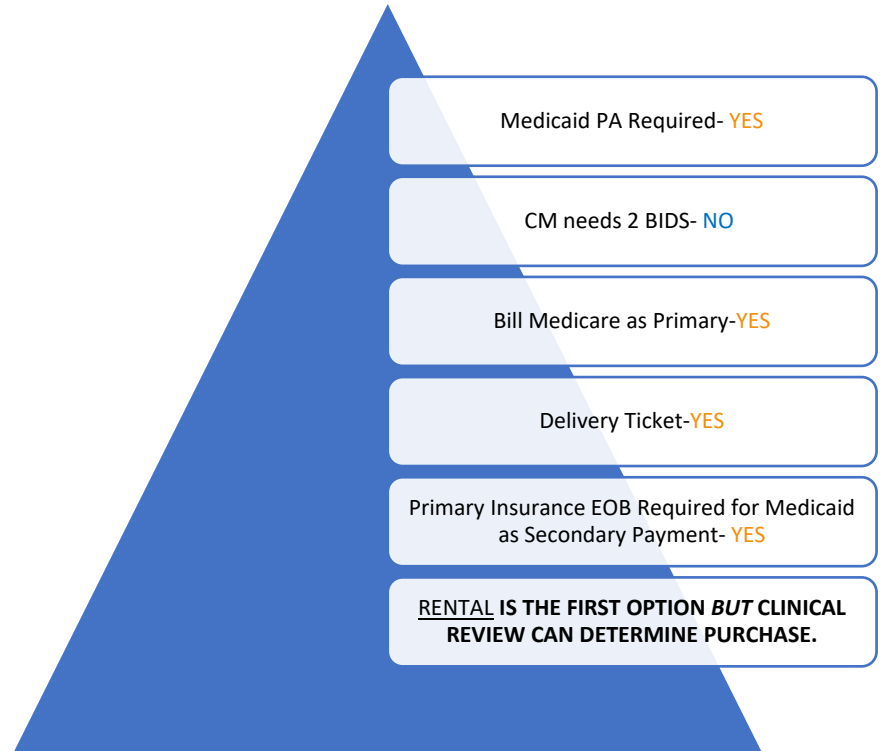 Medicaid PA Required- YES
CM needs 2 BIDS- NO
Bill Medicare as Primary-YES
Delivery Ticket-YES
Primary Insurance EOB Required for Medicaid
as Secondary Payment- YES
RENTAL IS THE FIRST OPTION BUT CLINICAL
REVIEW CAN DETERMINE PURCHASE.